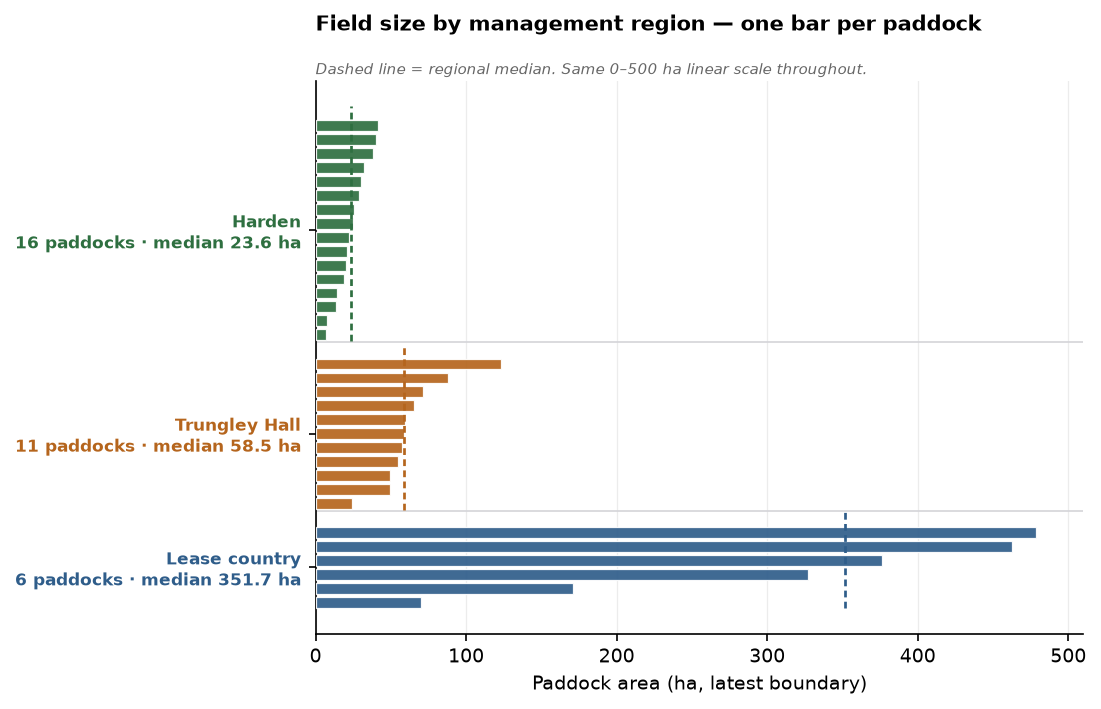 Field size by management region — one bar per paddock
Dashed line = regional median. Same 0–500 ha linear scale throughout.
Harden
16 paddocks · median 23.6 ha
Trungley Hall
11 paddocks · median 58.5 ha
Lease country
6 paddocks · median 351.7 ha
0 100 200 300 400 500
Paddock area (ha, latest boundary)